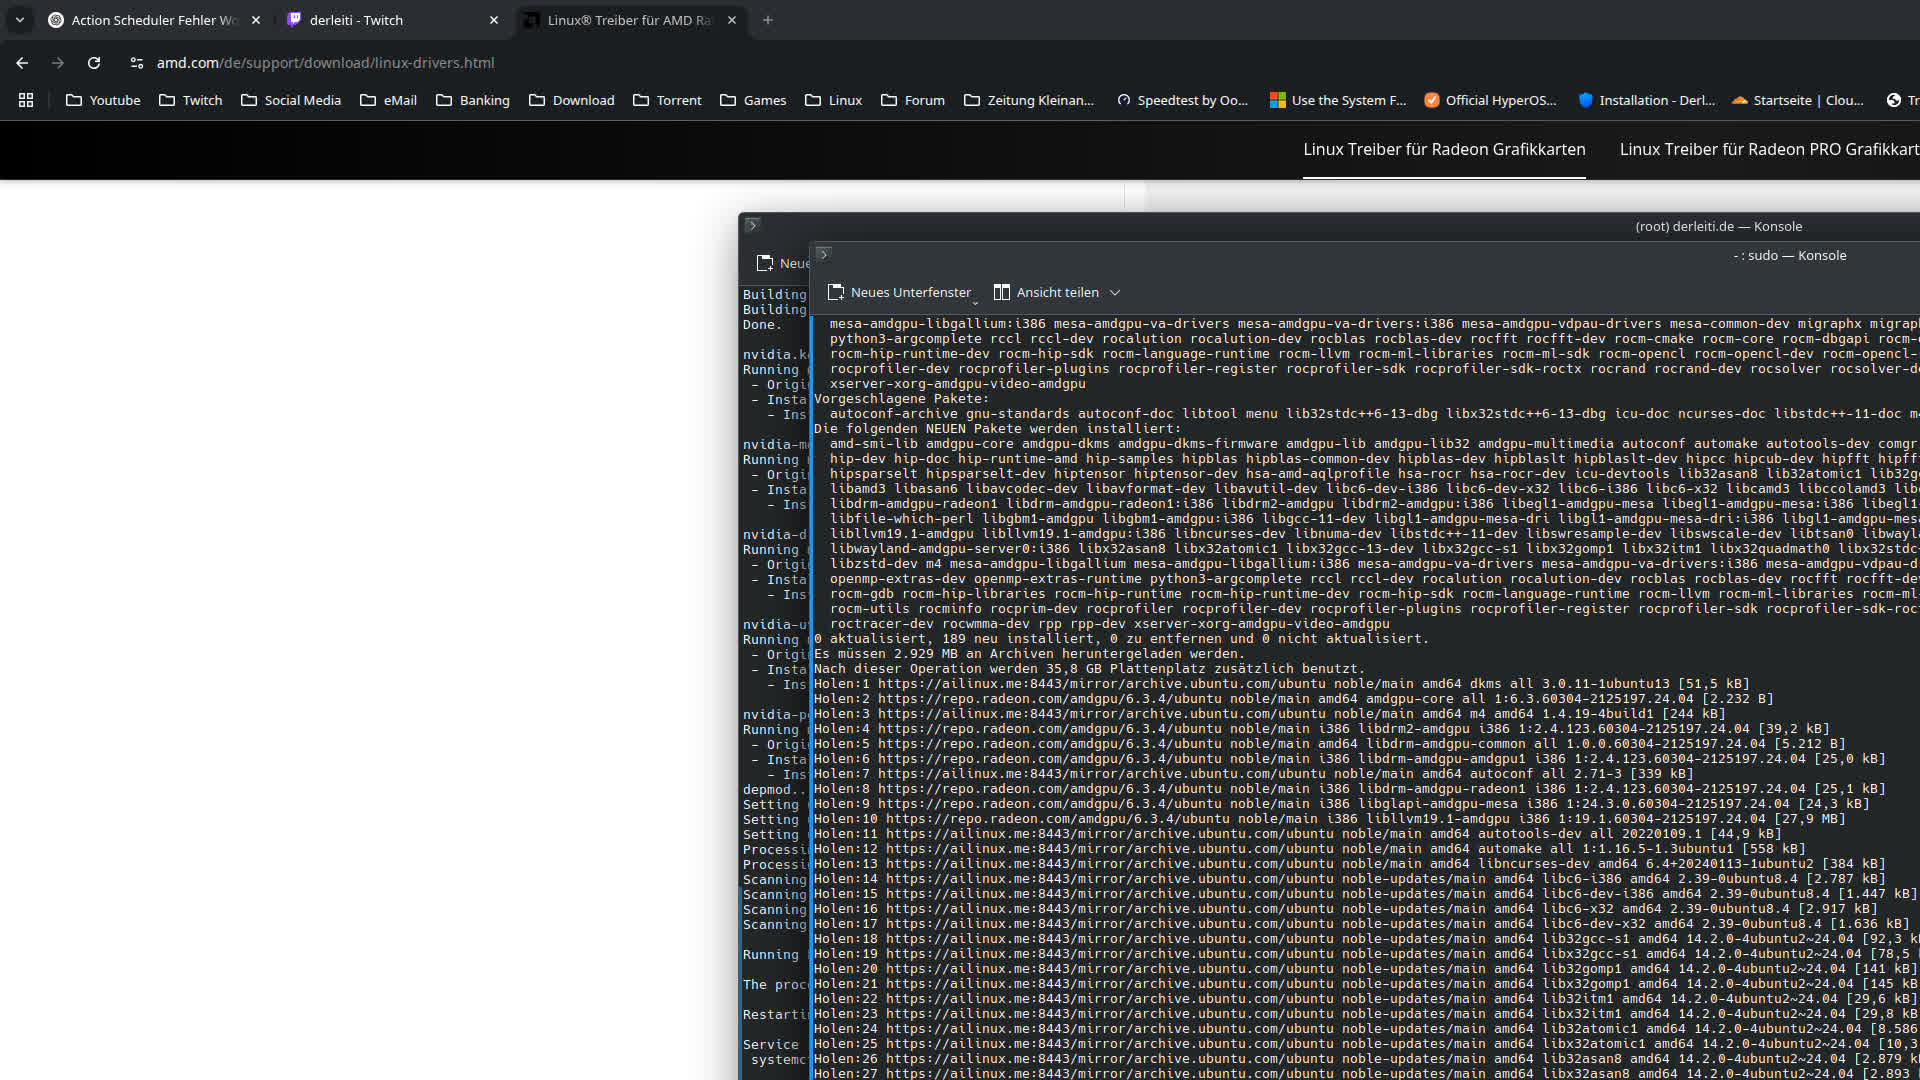 Action Scheduler Fehler Wo
derleiti - Twitch
Linux® Treiber für AMD Ra
amd.com/de/support/download/linux-drivers.html
Youtube Twitch Social Media eMail Banking Download Torrent Games Linux Forum Zeitung Kleinan... Speedtest by Oo... Use the System F... Official HyperOS... Installation - Derl... Startseite | Clou... Tr
Linux Treiber für Radeon Grafikkarten Linux Treiber für Radeon PRO Grafikkart
(root) derleiti.de — Konsole
Neue
Building
Building
Done.
nvidia.k
Running
- Origi
- Insta
- Ins
nvidia-m
Running
- Origi
- Insta
- Ins
nvidia-d
Running
- Origi
- Insta
- Ins
nvidia-u
Running
- Origi
- Insta
- Ins
nvidia-p
Running
- Origi
- Insta
- Ins
depmod..
Setting
Setting
Setting
Processi
Processi
Scanning
Scanning
Scanning
Scanning
Running
The proc
Restarti
Service
systemc
- : sudo — Konsole
Neues Unterfenster Ansicht teilen
mesa-amdgpu-libgallium:i386 mesa-amdgpu-va-drivers mesa-amdgpu-va-drivers:i386 mesa-amdgpu-vdpau-drivers mesa-common-dev migraphx migrap
python3-argcomplete rccl rccl-dev rocalution rocalution-dev rocblas rocblas-dev rocfft rocfft-dev rocm-cmake rocm-core rocm-dbgapi rocm-
rocm-hip-runtime-dev rocm-hip-sdk rocm-language-runtime rocm-llvm rocm-ml-libraries rocm-ml-sdk rocm-opencl rocm-opencl-dev rocm-opencl-
rocprofiler-dev rocprofiler-plugins rocprofiler-register rocprofiler-sdk rocprofiler-sdk-roctx rocrand rocrand-dev rocsolver rocsolver-de
xserver-xorg-amdgpu-video-amdgpu
Vorgeschlagene Pakete:
autoconf-archive gnu-standards autoconf-doc libtool menu lib32stdc++6-13-dbg libx32stdc++6-13-dbg icu-doc ncurses-doc libstdc++-11-doc m
Die folgenden NEUEN Pakete werden installiert:
amd-smi-lib amdgpu-core amdgpu-dkms amdgpu-dkms-firmware amdgpu-lib amdgpu-lib32 amdgpu-multimedia autoconf automake autotools-dev comgr
hip-dev hip-doc hip-runtime-amd hip-samples hipblas hipblas-common-dev hipblas-dev hipblaslt hipblaslt-dev hipcc hipcub-dev hipfft hipff
hipsparselt hipsparselt-dev hiptensor hiptensor-dev hsa-amd-aqlprofile hsa-rocr hsa-rocr-dev icu-devtools lib32asan8 lib32atomic1 lib32g
libamd3 libasan6 libavcodec-dev libavformat-dev libavutil-dev libc6-dev-i386 libc6-dev-x32 libc6-i386 libc6-x32 libcamd3 libccolamd3 lib
libdrm-amdgpu-radeon1 libdrm-amdgpu-radeon1:i386 libdrm2-amdgpu libdrm2-amdgpu:i386 libegl1-amdgpu-mesa libegl1-amdgpu-mesa:i386 libegl1-
libfile-which-perl libgbm1-amdgpu libgbm1-amdgpu:i386 libgcc-11-dev libgl1-amdgpu-mesa-dri libgl1-amdgpu-mesa-dri:i386 libgl1-amdgpu-mes
libllvm19.1-amdgpu libllvm19.1-amdgpu:i386 libncurses-dev libnuma-dev libstdc++-11-dev libswresample-dev libswscale-dev libtsan0 libwayl
libwayland-amdgpu-server0:i386 libx32asan8 libx32atomic1 libx32gcc-13-dev libx32gcc-s1 libx32gomp1 libx32itm1 libx32quadmath0 libx32stdc
libzstd-dev m4 mesa-amdgpu-libgallium mesa-amdgpu-libgallium:i386 mesa-amdgpu-va-drivers mesa-amdgpu-va-drivers:i386 mesa-amdgpu-vdpau-d
openmp-extras-dev openmp-extras-runtime python3-argcomplete rccl rccl-dev rocalution rocalution-dev rocblas rocblas-dev rocfft rocfft-de
rocm-gdb rocm-hip-libraries rocm-hip-runtime rocm-hip-runtime-dev rocm-hip-sdk rocm-language-runtime rocm-llvm rocm-ml-libraries rocm-ml
rocm-utils rocminfo rocprim-dev rocprofiler rocprofiler-dev rocprofiler-plugins rocprofiler-register rocprofiler-sdk rocprofiler-sdk-roc
roctracer-dev rocwmma-dev rpp rpp-dev xserver-xorg-amdgpu-video-amdgpu
0 aktualisiert, 189 neu installiert, 0 zu entfernen und 0 nicht aktualisiert.
Es müssen 2.929 MB an Archiven heruntergeladen werden.
Nach dieser Operation werden 35,8 GB Plattenplatz zusätzlich benutzt.
Holen:1 https://ailinux.me:8443/mirror/archive.ubuntu.com/ubuntu noble/main amd64 dkms all 3.0.11-1ubuntu13 [51,5 kB]
Holen:2 https://repo.radeon.com/amdgpu/6.3.4/ubuntu noble/main amd64 amdgpu-core all 1:6.3.60304-2125197.24.04 [2.232 B]
Holen:3 https://ailinux.me:8443/mirror/archive.ubuntu.com/ubuntu noble/main amd64 m4 amd64 1.4.19-4build1 [244 kB]
Holen:4 https://repo.radeon.com/amdgpu/6.3.4/ubuntu noble/main i386 libdrm2-amdgpu i386 1:2.4.123.60304-2125197.24.04 [39,2 kB]
Holen:5 https://repo.radeon.com/amdgpu/6.3.4/ubuntu noble/main amd64 libdrm-amdgpu-common all 1.0.0.60304-2125197.24.04 [5.212 B]
Holen:6 https://repo.radeon.com/amdgpu/6.3.4/ubuntu noble/main i386 libdrm-amdgpu-amdgpu1 i386 1:2.4.123.60304-2125197.24.04 [25,0 kB]
Holen:7 https://ailinux.me:8443/mirror/archive.ubuntu.com/ubuntu noble/main amd64 autoconf all 2.71-3 [339 kB]
Holen:8 https://repo.radeon.com/amdgpu/6.3.4/ubuntu noble/main i386 libdrm-amdgpu-radeon1 i386 1:2.4.123.60304-2125197.24.04 [25,1 kB]
Holen:9 https://repo.radeon.com/amdgpu/6.3.4/ubuntu noble/main i386 libglapi-amdgpu-mesa i386 1:24.3.0.60304-2125197.24.04 [24,3 kB]
Holen:10 https://repo.radeon.com/amdgpu/6.3.4/ubuntu noble/main i386 libllvm19.1-amdgpu i386 1:19.1.60304-2125197.24.04 [27,9 MB]
Holen:11 https://ailinux.me:8443/mirror/archive.ubuntu.com/ubuntu noble/main amd64 autotools-dev all 20220109.1 [44,9 kB]
Holen:12 https://ailinux.me:8443/mirror/archive.ubuntu.com/ubuntu noble/main amd64 automake all 1:1.16.5-1.3ubuntu1 [558 kB]
Holen:13 https://ailinux.me:8443/mirror/archive.ubuntu.com/ubuntu noble/main amd64 libncurses-dev amd64 6.4+20240113-1ubuntu2 [384 kB]
Holen:14 https://ailinux.me:8443/mirror/archive.ubuntu.com/ubuntu noble-updates/main amd64 libc6-i386 amd64 2.39-0ubuntu8.4 [2.787 kB]
Holen:15 https://ailinux.me:8443/mirror/archive.ubuntu.com/ubuntu noble-updates/main amd64 libc6-dev-i386 amd64 2.39-0ubuntu8.4 [1.447 kB]
Holen:16 https://ailinux.me:8443/mirror/archive.ubuntu.com/ubuntu noble-updates/main amd64 libc6-x32 amd64 2.39-0ubuntu8.4 [2.917 kB]
Holen:17 https://ailinux.me:8443/mirror/archive.ubuntu.com/ubuntu noble-updates/main amd64 libc6-dev-x32 amd64 2.39-0ubuntu8.4 [1.636 kB]
Holen:18 https://ailinux.me:8443/mirror/archive.ubuntu.com/ubuntu noble-updates/main amd64 lib32gcc-s1 amd64 14.2.0-4ubuntu2~24.04 [92,3 k
Holen:19 https://ailinux.me:8443/mirror/archive.ubuntu.com/ubuntu noble-updates/main amd64 libx32gcc-s1 amd64 14.2.0-4ubuntu2~24.04 [78,5
Holen:20 https://ailinux.me:8443/mirror/archive.ubuntu.com/ubuntu noble-updates/main amd64 lib32gomp1 amd64 14.2.0-4ubuntu2~24.04 [141 kB]
Holen:21 https://ailinux.me:8443/mirror/archive.ubuntu.com/ubuntu noble-updates/main amd64 libx32gomp1 amd64 14.2.0-4ubuntu2~24.04 [145 kB
Holen:22 https://ailinux.me:8443/mirror/archive.ubuntu.com/ubuntu noble-updates/main amd64 lib32itm1 amd64 14.2.0-4ubuntu2~24.04 [29,6 kB]
Holen:23 https://ailinux.me:8443/mirror/archive.ubuntu.com/ubuntu noble-updates/main amd64 libx32itm1 amd64 14.2.0-4ubuntu2~24.04 [29,8 kB
Holen:24 https://ailinux.me:8443/mirror/archive.ubuntu.com/ubuntu noble-updates/main amd64 lib32atomic1 amd64 14.2.0-4ubuntu2~24.04 [8.586
Holen:25 https://ailinux.me:8443/mirror/archive.ubuntu.com/ubuntu noble-updates/main amd64 libx32atomic1 amd64 14.2.0-4ubuntu2~24.04 [10,3
Holen:26 https://ailinux.me:8443/mirror/archive.ubuntu.com/ubuntu noble-updates/main amd64 lib32asan8 amd64 14.2.0-4ubuntu2~24.04 [2.879 k
Holen:27 https://ailinux.me:8443/mirror/archive.ubuntu.com/ubuntu noble-updates/main amd64 libx32asan8 amd64 14.2.0-4ubuntu2~24.04 [2.893